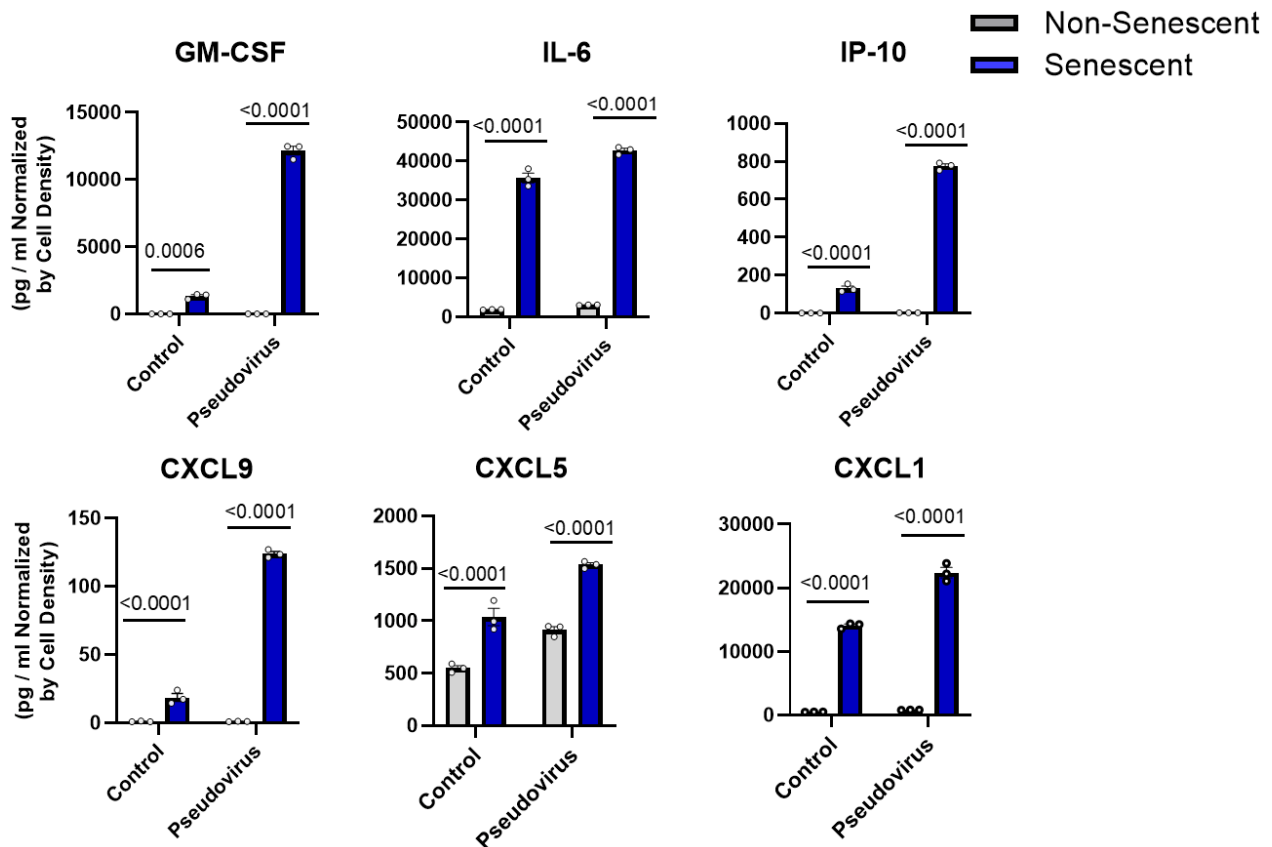 Non-Senescent
Senescent
GM-CSF
IL-6
IP-10
(pg / ml Normalized
by Cell Density)
15000
10000
5000
0
0.0006
<0.0001
Control
Pseudovirus
50000
40000
30000
20000
10000
0
<0.0001
<0.0001
Control
Pseudovirus
1000
800
600
400
200
0
<0.0001
<0.0001
Control
Pseudovirus
CXCL9
CXCL5
CXCL1
(pg / ml Normalized
by Cell Density)
150
100
50
0
<0.0001
<0.0001
Control
Pseudovirus
2000
1500
1000
500
0
<0.0001
<0.0001
Control
Pseudovirus
30000
20000
10000
0
<0.0001
<0.0001
Control
Pseudovirus